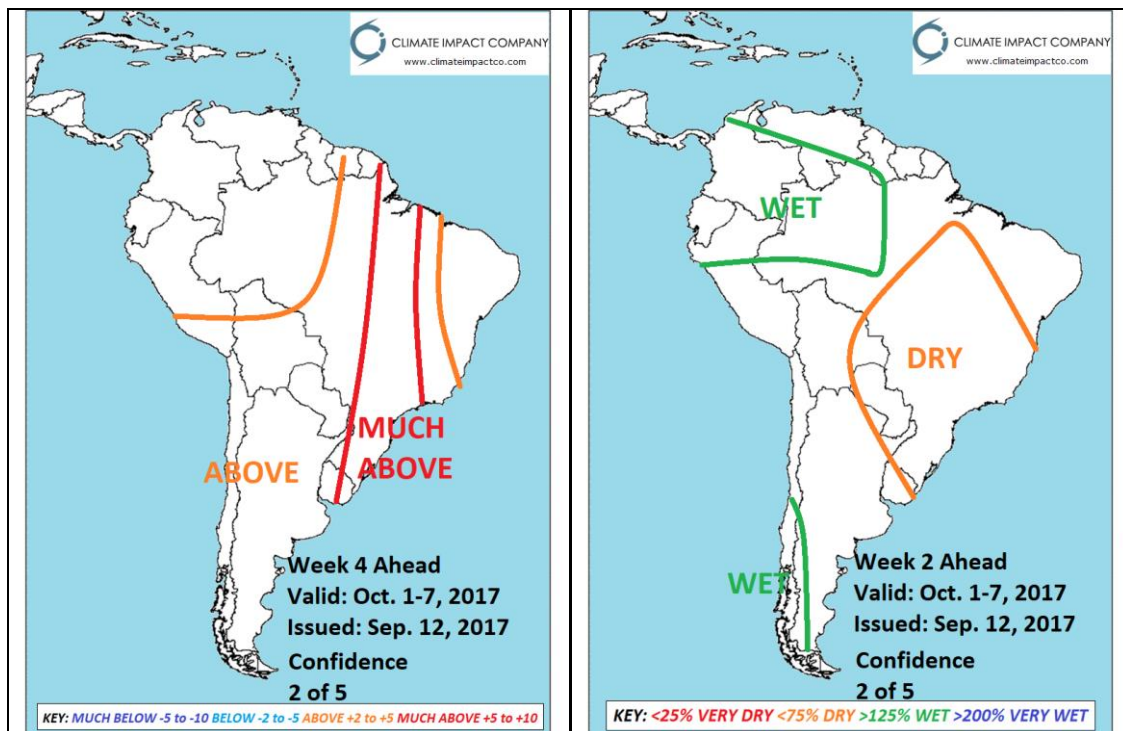 CLIMATE IMPACT COMPANY
www.climateimpactco.com
MUCH
ABOVE
ABOVE
Week 4 Ahead
Valid: Oct. 1-7, 2017
Issued: Sep. 12, 2017
Confidence
2 of 5
KEY: MUCH BELOW -5 to -10 BELOW -2 to -5 ABOVE +2 to +5 MUCH ABOVE +5 to +10
CLIMATE IMPACT COMPANY
www.climateimpactco.com
WET
DRY
WET
Week 2 Ahead
Valid: Oct. 1-7, 2017
Issued: Sep. 12, 2017
Confidence
2 of 5
KEY: <25% VERY DRY <75% DRY >125% WET >200% VERY WET